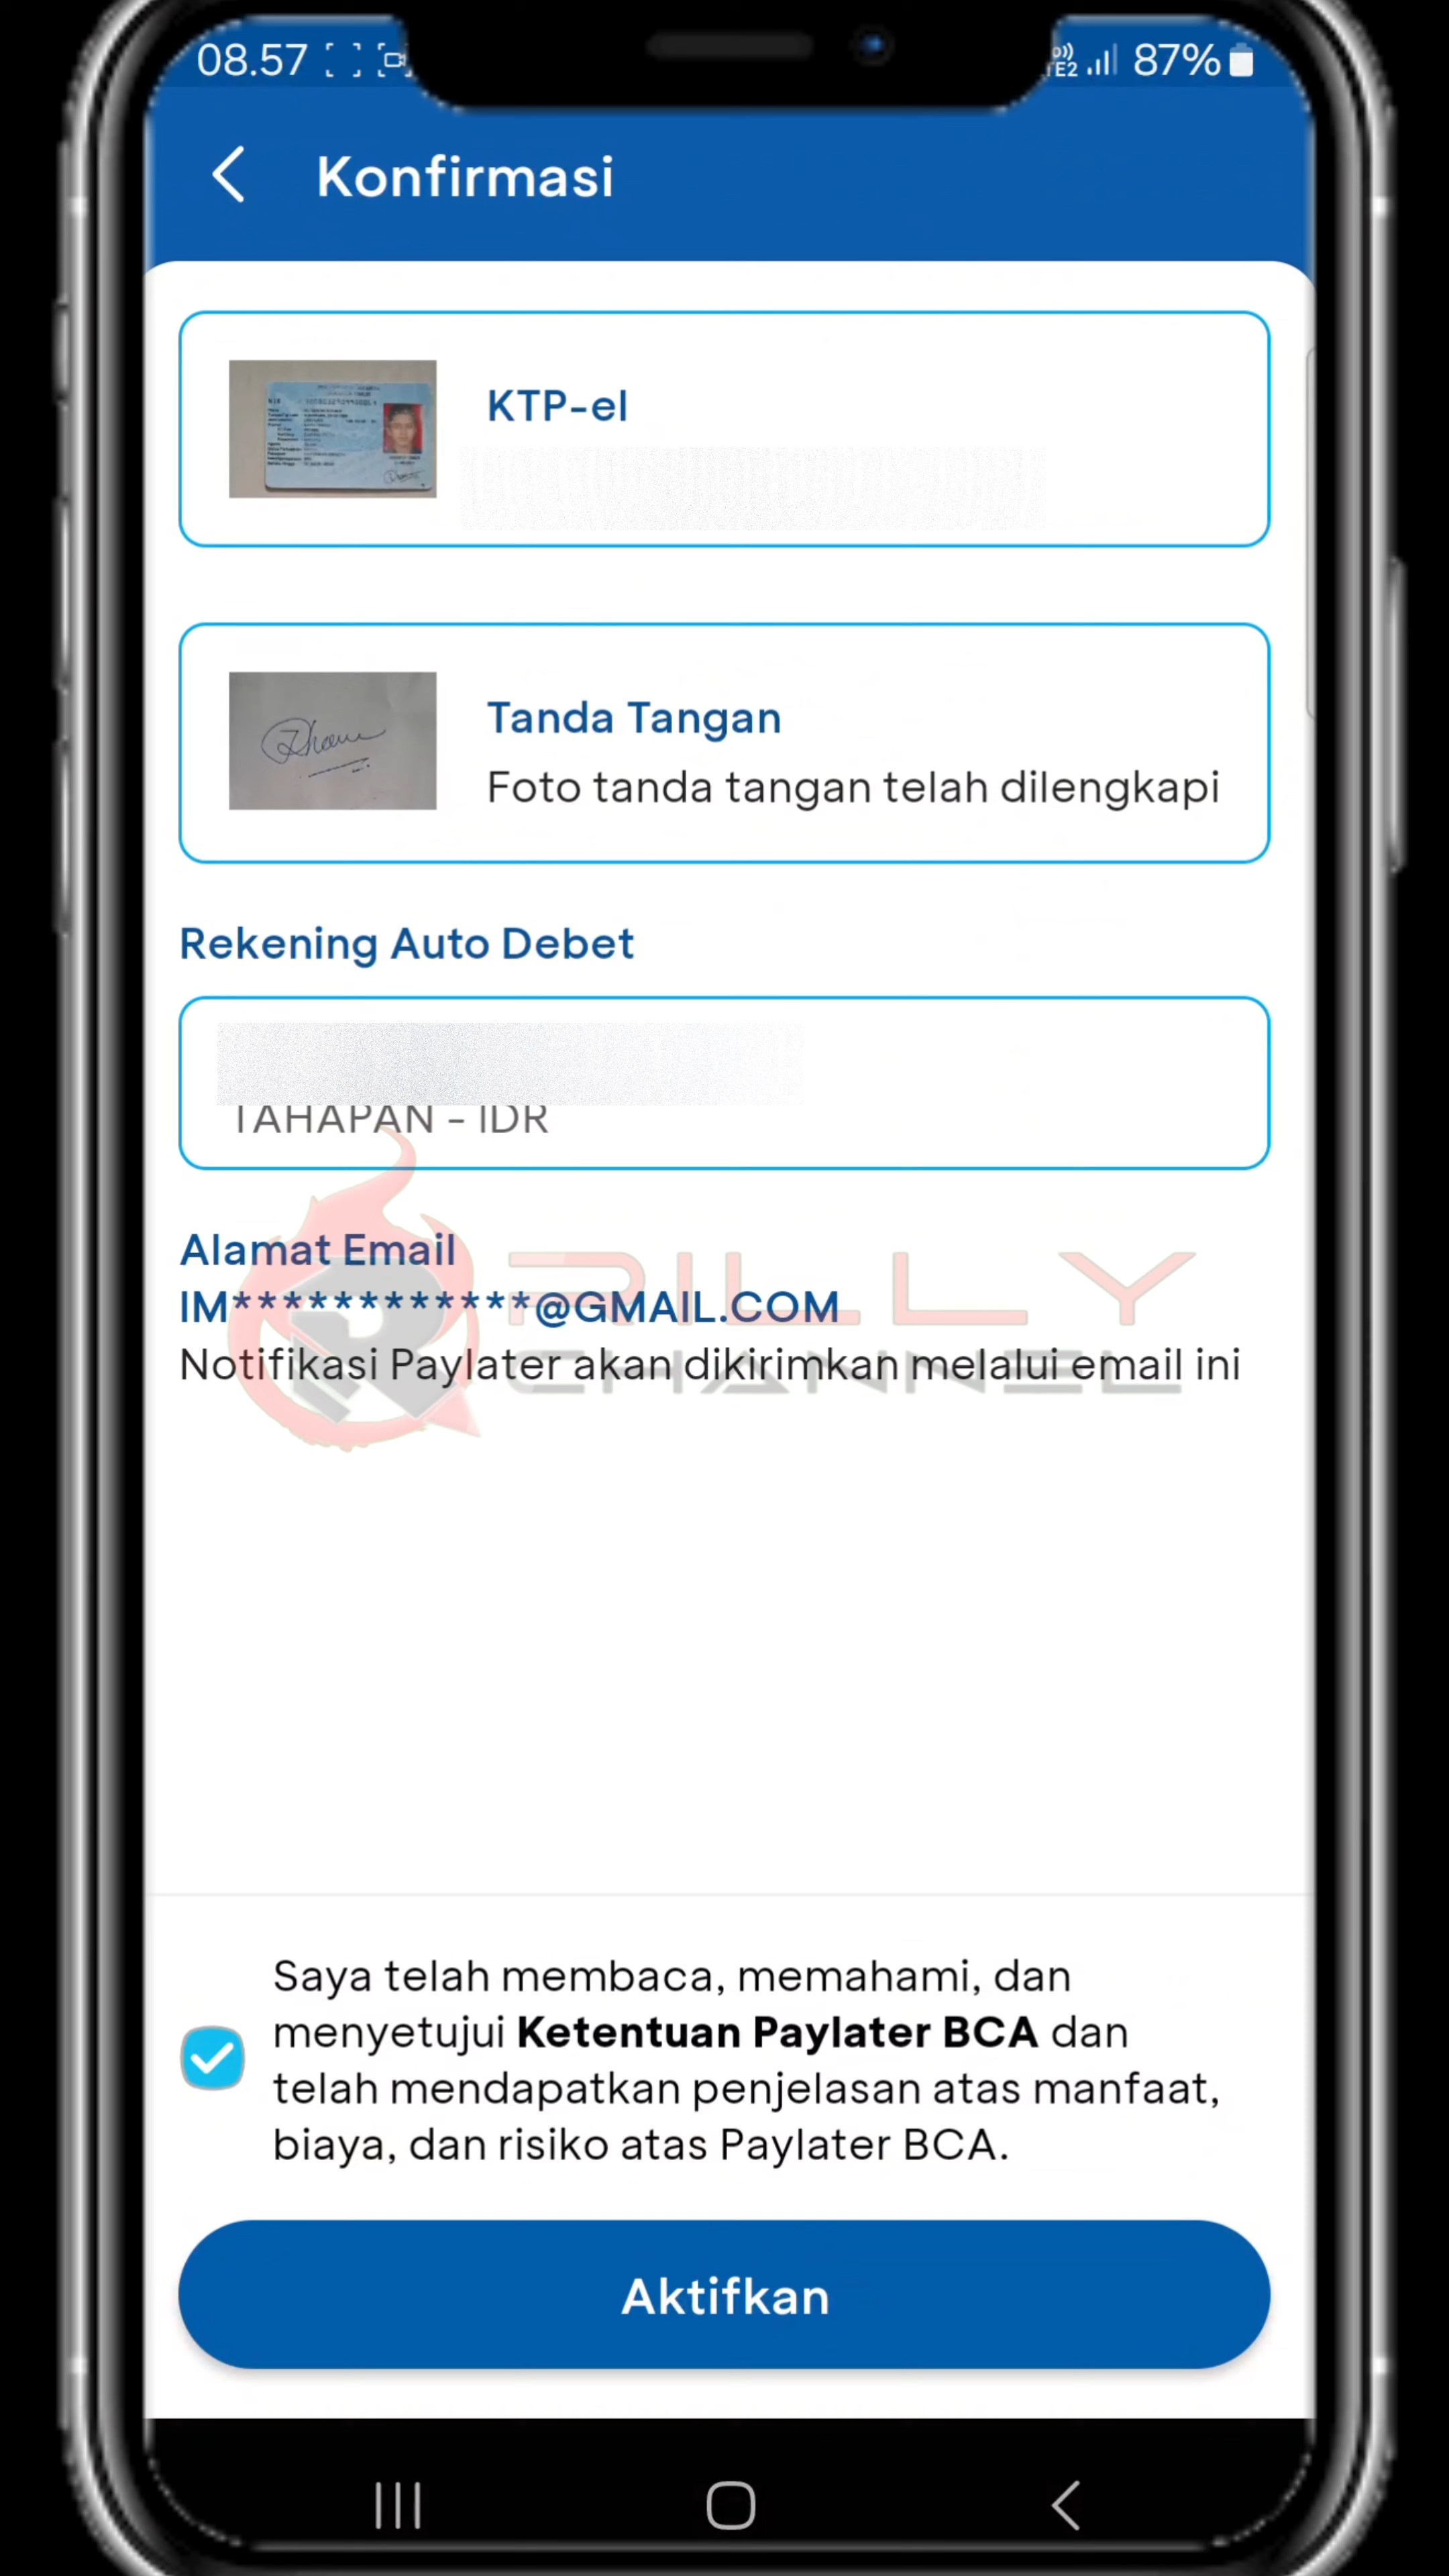 08.57
87%
Konfirmasi
KTP-el
Tanda Tangan
Foto tanda tangan telah dilengkapi
Rekening Auto Debet
TAHAPAN - IDR
Alamat Email
IM************@GMAIL.COM
Notifikasi Paylater akan dikirimkan melalui email ini
RILLY
CHANNEL
Saya telah membaca, memahami, dan
menyetujui Ketentuan Paylater BCA dan
telah mendapatkan penjelasan atas manfaat,
biaya, dan risiko atas Paylater BCA.
Aktifkan